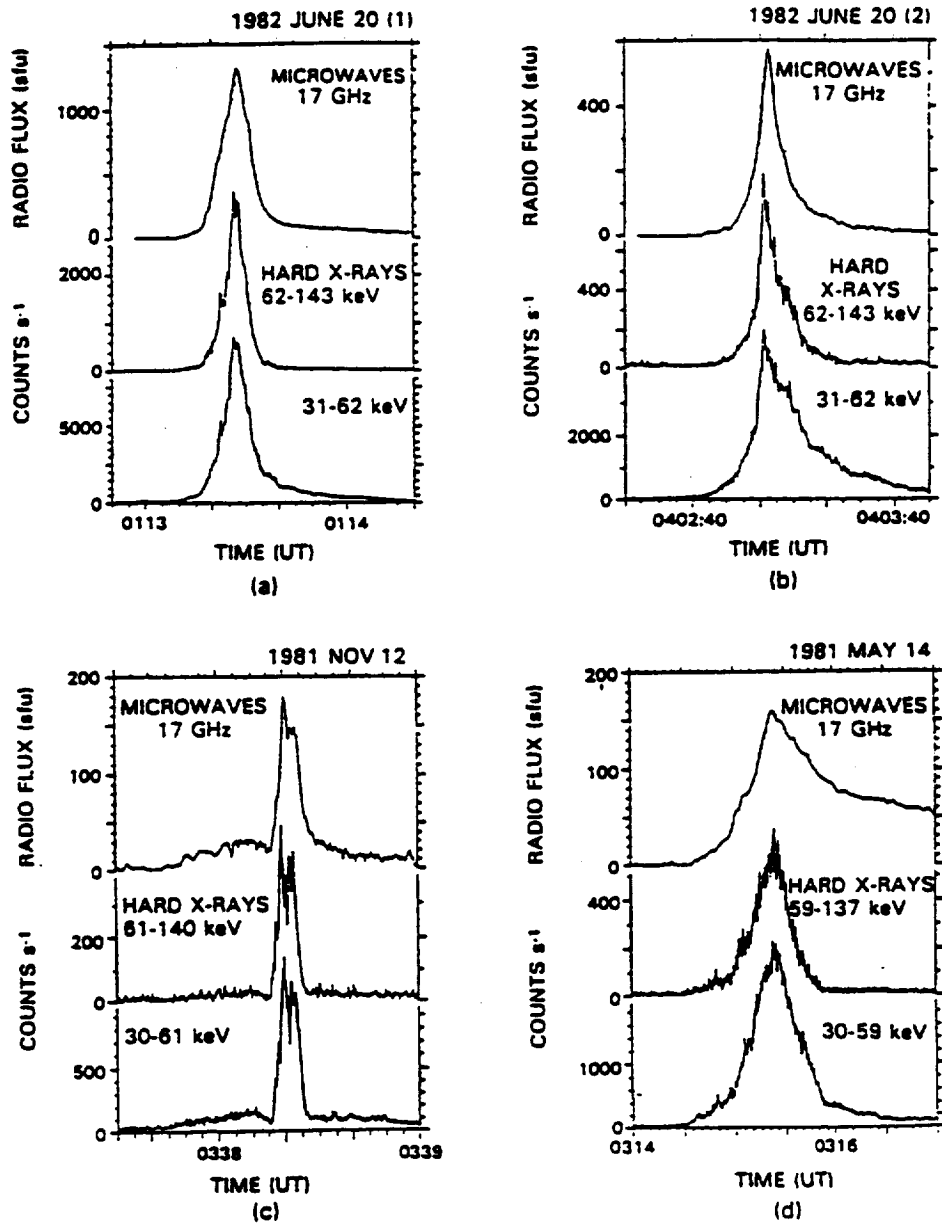 1982 JUNE 20 (1)
RADIO FLUX (sfu)
1000
0
MICROWAVES
17 GHz
COUNTS s-1
2000
0
HARD X-RAYS
62-143 keV
5000
0
31-62 keV
0113
0114
TIME (UT)
(a)
1982 JUNE 20 (2)
RADIO FLUX (sfu)
400
0
MICROWAVES
17 GHz
COUNTS s-1
400
0
HARD
X-RAYS
62-143 keV
2000
0
31-62 keV
0402:40
0403:40
TIME (UT)
(b)
1981 NOV 12
RADIO FLUX (sfu)
200
100
0
MICROWAVES
17 GHz
COUNTS s-1
200
0
HARD X-RAYS
61-140 keV
500
0
30-61 keV
0338
0339
TIME (UT)
(c)
1981 MAY 14
RADIO FLUX (sfu)
200
100
0
MICROWAVES
17 GHz
COUNTS s-1
400
0
HARD X-RAYS
59-137 keV
1000
0
30-59 keV
0314
0316
TIME (UT)
(d)